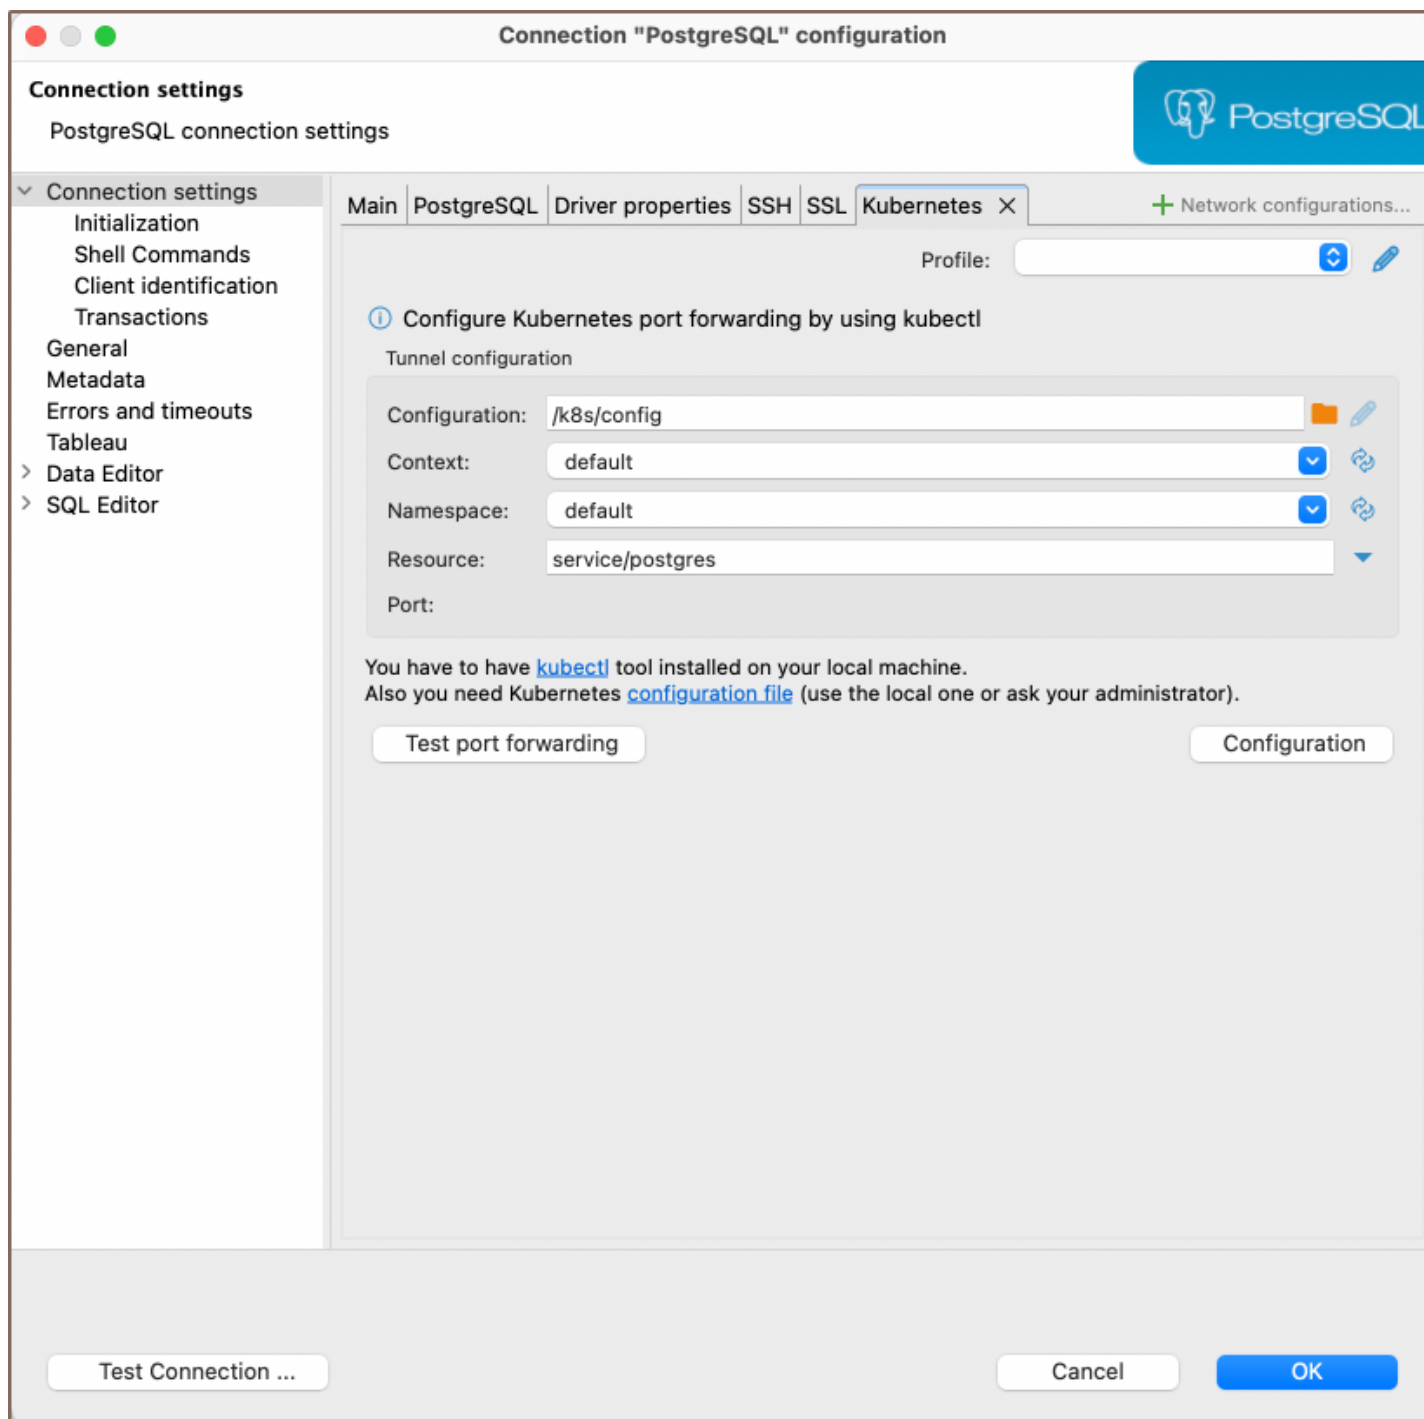 Connection "PostgreSQL" configuration
Connection settings
PostgreSQL connection settings
PostgreSQL
Connection settings
Initialization
Shell Commands
Client identification
Transactions
General
Metadata
Errors and timeouts
Tableau
Data Editor
SQL Editor
Main PostgreSQL Driver properties SSH SSL Kubernetes Network configurations...
Profile:
Configure Kubernetes port forwarding by using kubectl
Tunnel configuration
Configuration: /k8s/config
Context: default
Namespace: default
Resource: service/postgres
Port:
You have to have kubectl tool installed on your local machine.
Also you need Kubernetes configuration file (use the local one or ask your administrator).
Test port forwarding Configuration
Test Connection ... Cancel OK